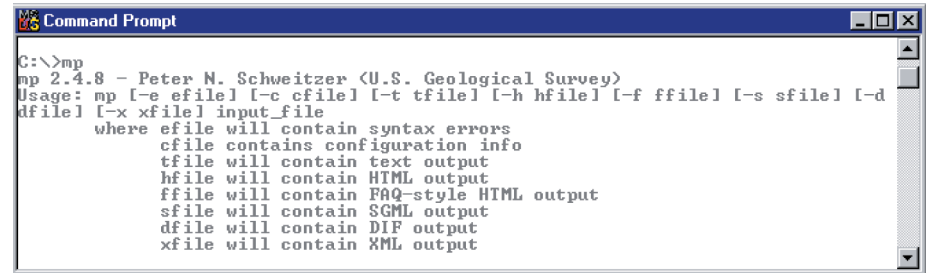 Command Prompt
C:\>mp
mp 2.4.8 - Peter N. Schweitzer (U.S. Geological Survey)
Usage: mp [-e efile] [-c cfile] [-t tfile] [-h hfile] [-f ffile] [-s sfile] [-d
dfile] [-x xfile] input_file
where efile will contain syntax errors
cfile contains configuration info
tfile will contain text output
hfile will contain HTML output
ffile will contain FAQ-style HTML output
sfile will contain SGML output
dfile will contain DIF output
xfile will contain XML output